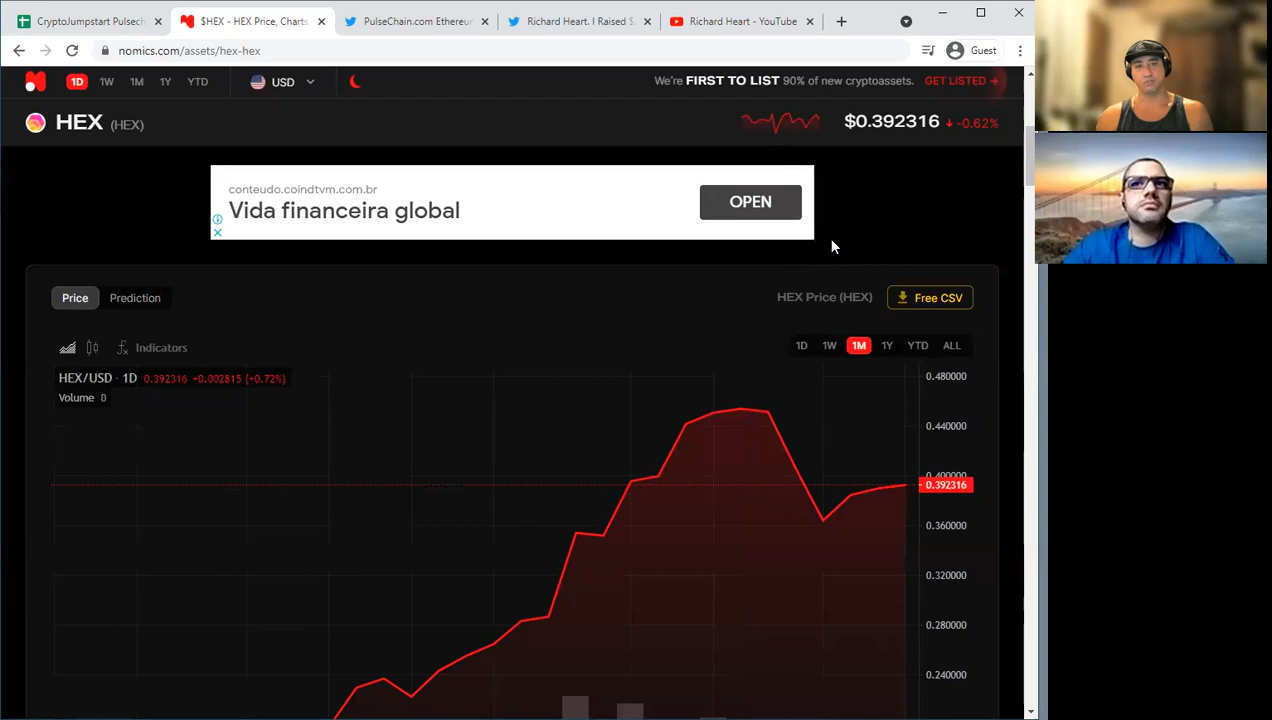 CryptoJumpstart Pulsech
$HEX - HEX Price, Charts
PulseChain.com Ethereum
Richard Heart. I Raised $
Richard Heart - YouTube
nomics.com/assets/hex-hex
Guest
1D 1W 1M 1Y YTD
USD
We're FIRST TO LIST 90% of new cryptoassets. GET LISTED →
HEX (HEX)
$0.392316 -0.62%
conteudo.coindtvm.com.br
Vida financeira global
OPEN
Price Prediction
HEX Price (HEX)
Free CSV
Indicators
1D 1W 1M 1Y YTD ALL
HEX/USD · 1D 0.392316 +0.002815 (+0.72%)
Volume 0
0.480000
0.440000
0.400000
0.392316
0.360000
0.320000
0.280000
0.240000